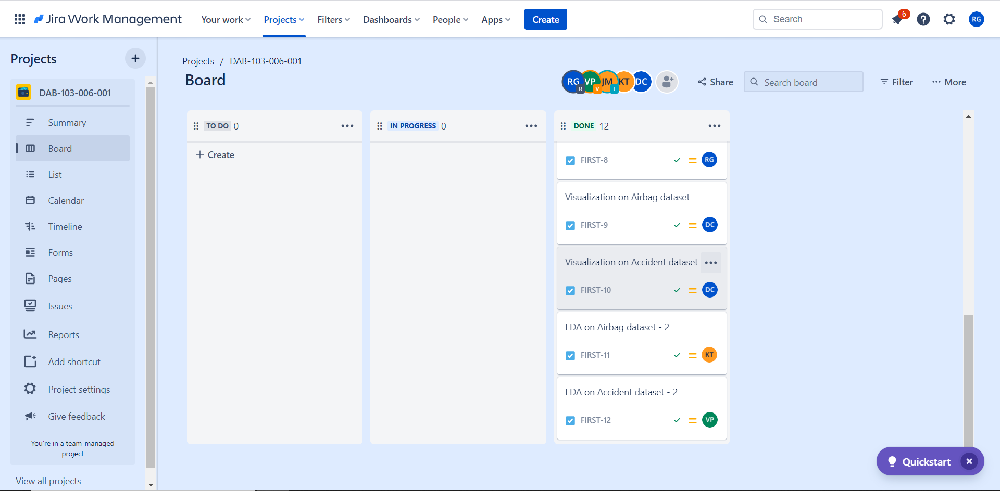 Jira Work Management
Your work
Projects
Filters
Dashboards
People
Apps
Create
Search
6
RG
Projects
DAB-103-006-001
Summary
Board
List
Calendar
Timeline
Forms
Pages
Issues
Reports
Add shortcut
Project settings
Give feedback
You're in a team-managed
project
View all projects
Projects / DAB-103-006-001
Board
RG R VP V JM J KT DC
Share
Search board
Filter
More
TO DO 0
Create
IN PROGRESS 0
DONE 12
FIRST-8 RG
Visualization on Airbag dataset
FIRST-9 DC
Visualization on Accident dataset
FIRST-10 DC
EDA on Airbag dataset - 2
FIRST-11 KT
EDA on Accident dataset - 2
FIRST-12 VP
Quickstart